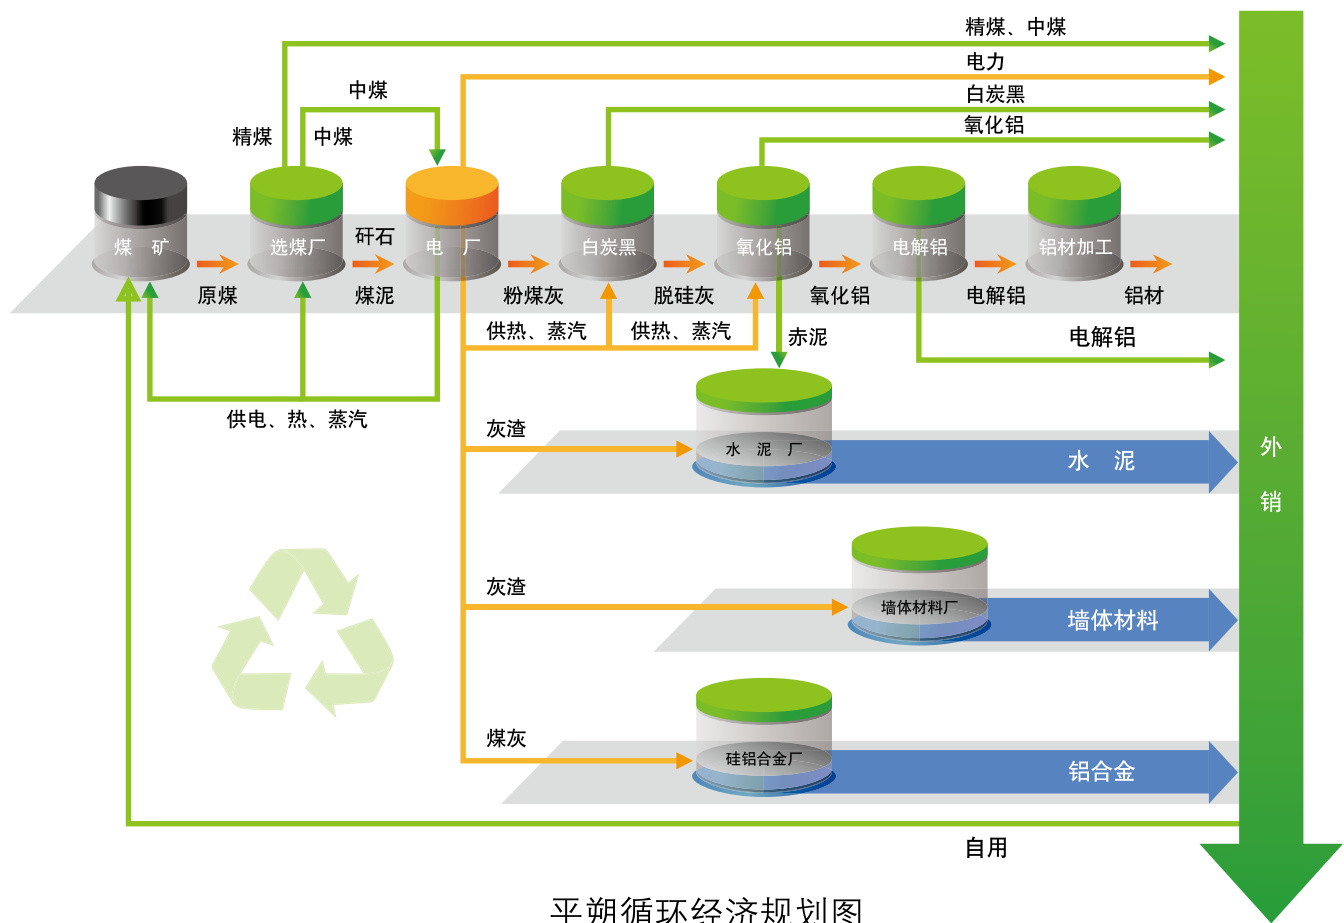 精煤、中煤
电力
中煤
白炭黑
氧化铝
精煤
中煤
煤 矿
选煤厂
矸石
电 厂
白炭黑
氧化铝
电解铝
铝材加工
原煤
煤泥
粉煤灰
脱硅灰
氧化铝
电解铝
铝材
供热、蒸汽
供热、蒸汽
赤泥
电解铝
供电、热、蒸汽
灰渣
水 泥 厂
水 泥
外
销
灰渣
墙体材料厂
墙体材料
煤灰
硅铝合金厂
铝合金
自用
平朔循环经济规划图